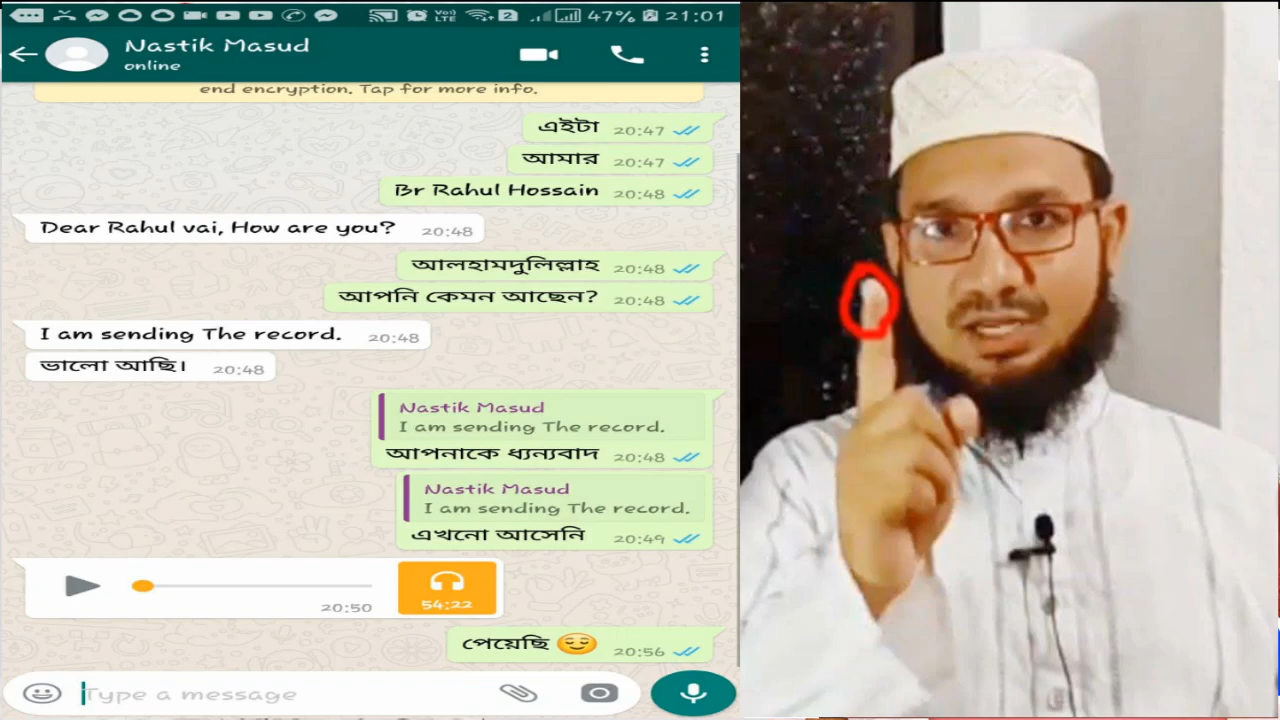 VoLTE 2 47% 21:01
Nastik Masud
online
end encryption. Tap for more info.
এইটা 20:47
আমার 20:47
Br Rahul Hossain 20:48
Dear Rahul vai, How are you? 20:48
আলহামদুলিল্লাহ 20:48
আপনি কেমন আছেন? 20:48
I am sending The record. 20:48
ভালো আছি। 20:48
Nastik Masud
I am sending The record.
আপনাকে ধ্যন্যবাদ 20:48
Nastik Masud
I am sending The record.
এখনো আসেনি 20:49
20:50 54:22
পেয়েছি 😌 20:56
Type a message